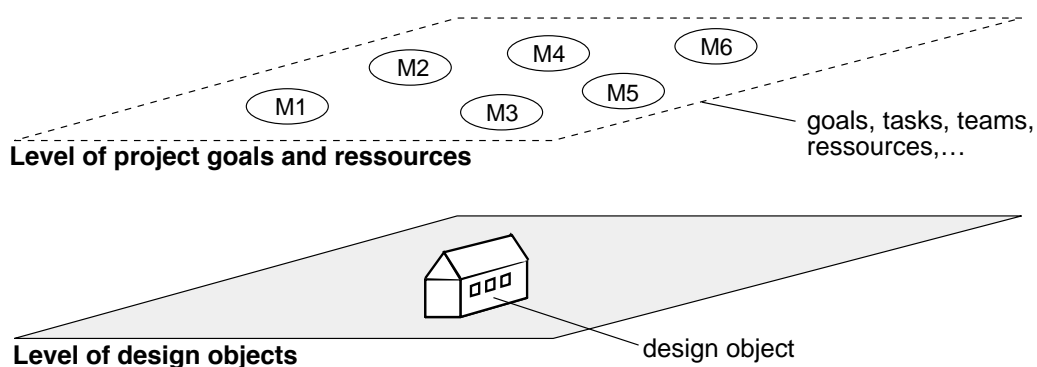 M4
M6
M2
M5
M1
M3
goals, tasks, teams,
ressources,…
Level of project goals and ressources
design object
Level of design objects